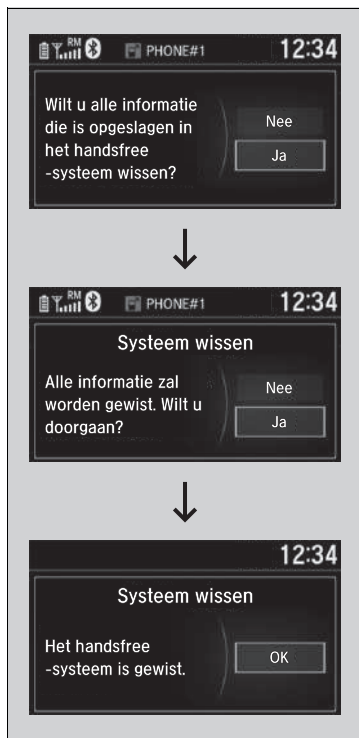 RM PHONE#1 12:34
Wilt u alle informatie
die is opgeslagen in
het handsfree
-systeem wissen?
Nee
Ja
RM PHONE#1 12:34
Systeem wissen
Alle informatie zal
worden gewist. Wilt u
doorgaan?
Nee
Ja
12:34
Systeem wissen
Het handsfree
-systeem is gewist.
OK